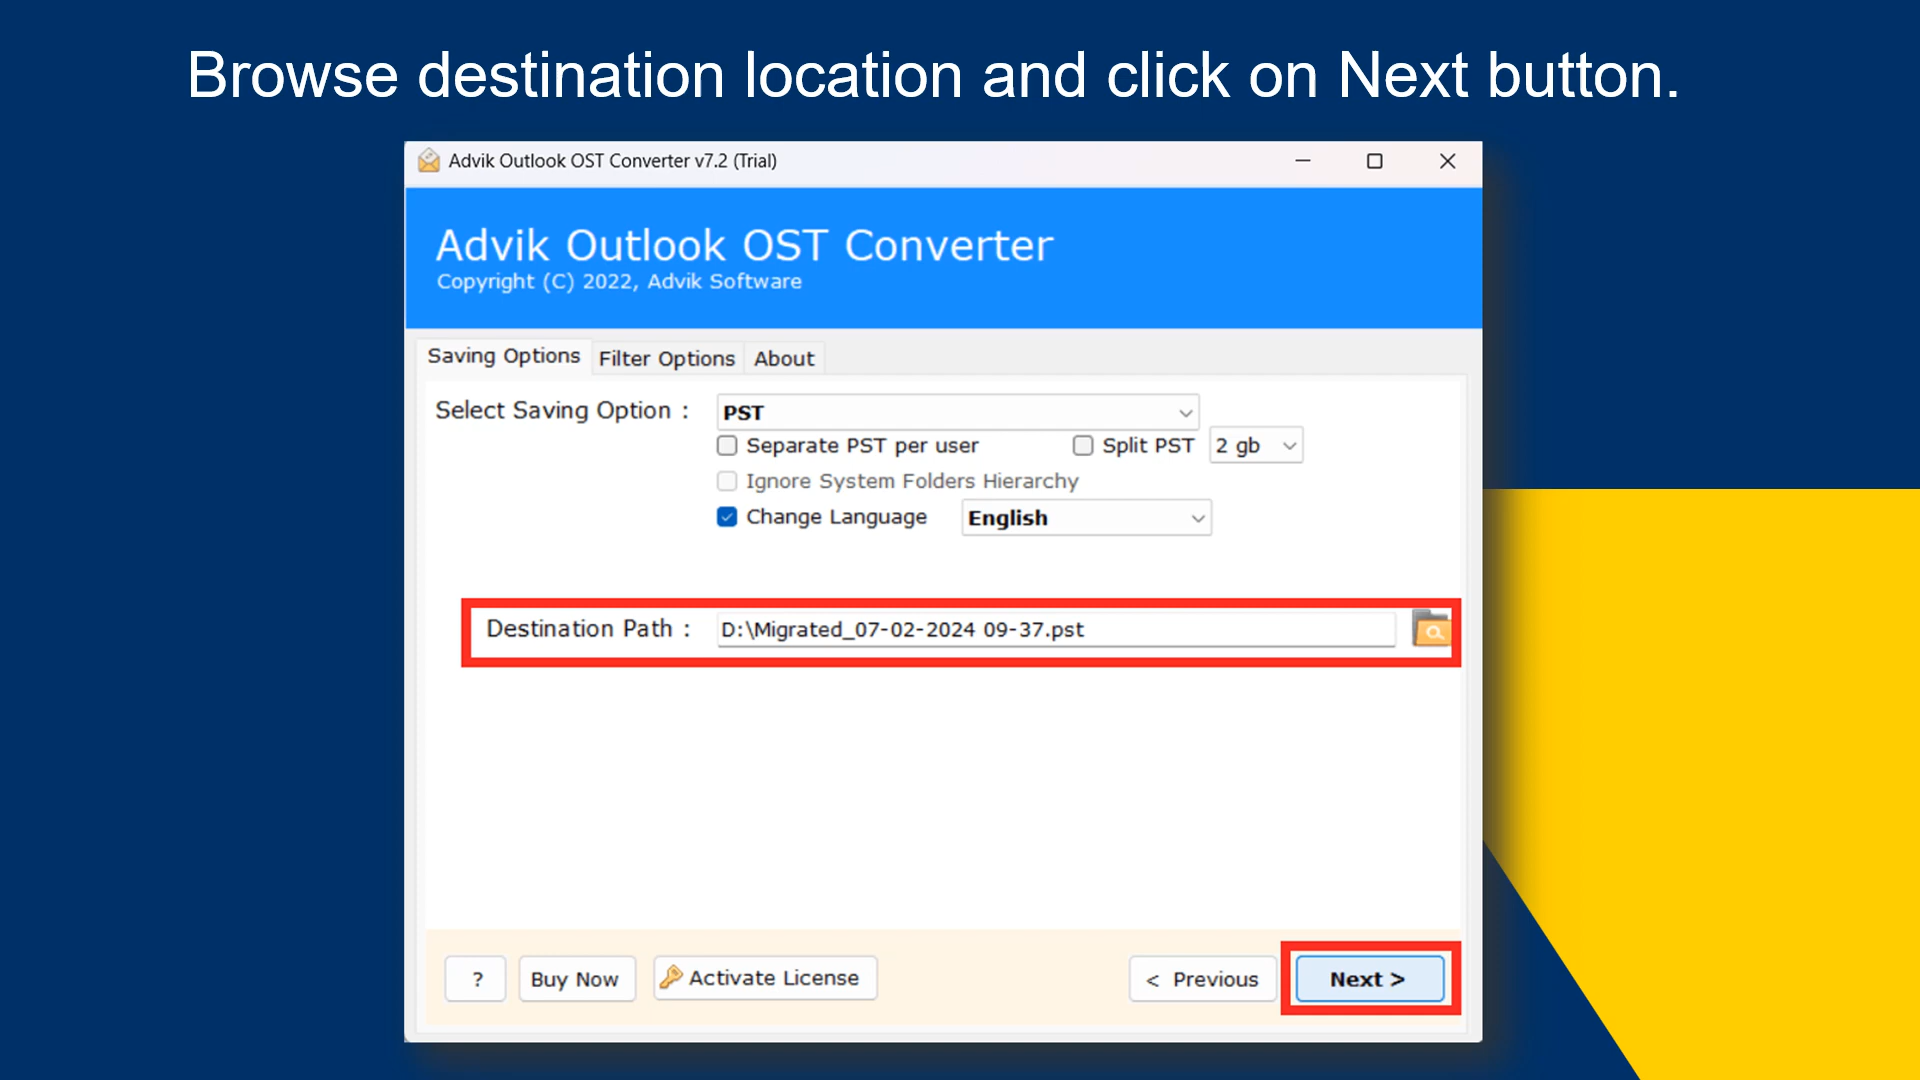 Browse destination location and click on Next button.
Advik Outlook OST Converter v7.2 (Trial)
Advik Outlook OST Converter
Copyright (C) 2022, Advik Software
Saving Options Filter Options About
Select Saving Option : PST
Separate PST per user Split PST 2 gb
Ignore System Folders Hierarchy
Change Language English
Destination Path : D:\Migrated_07-02-2024 09-37.pst
? Buy Now Activate License < Previous Next >